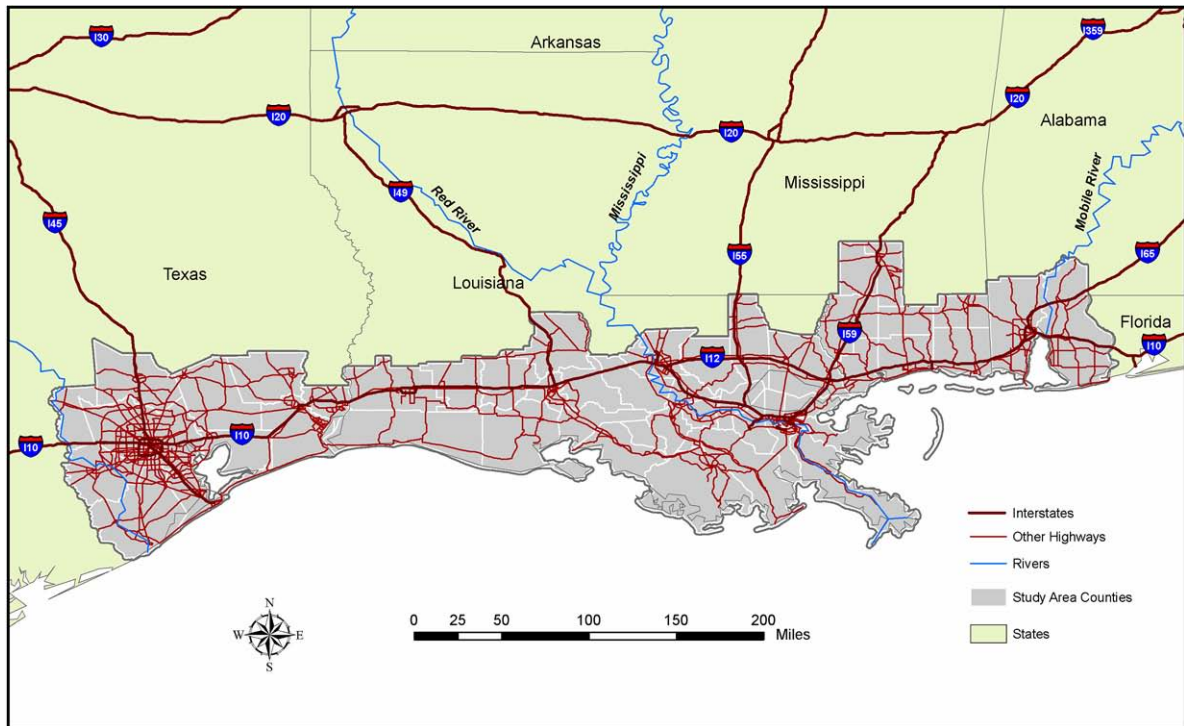 I30
Arkansas
I359
I20
I20
I20
Alabama
I49
Red River
Mississippi
Mississippi
Mobile River
I45
I55
I65
Texas
Louisiana
Florida
I59
I12
I10
I10
I10
Interstates
Other Highways
Rivers
Study Area Counties
States
N
W
E
S
0 25 50 100 150 200
Miles